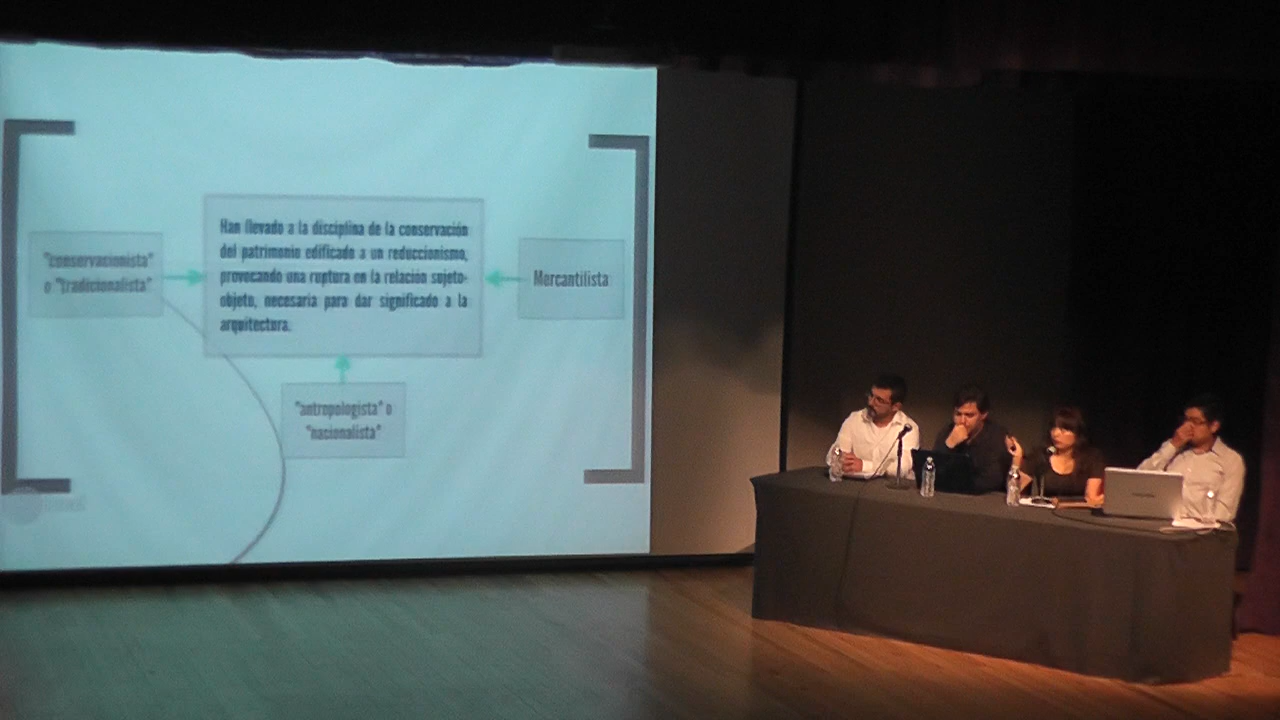 "conservacionista"
o "tradicionalista"
Han llevado a la disciplina de la conservación
del patrimonio edificado a un reduccionismo,
provocando una ruptura en la relación sujeto-
objeto, necesaria para dar significado a la
arquitectura.
Mercantilista
"antropologista" o
"nacionalista"